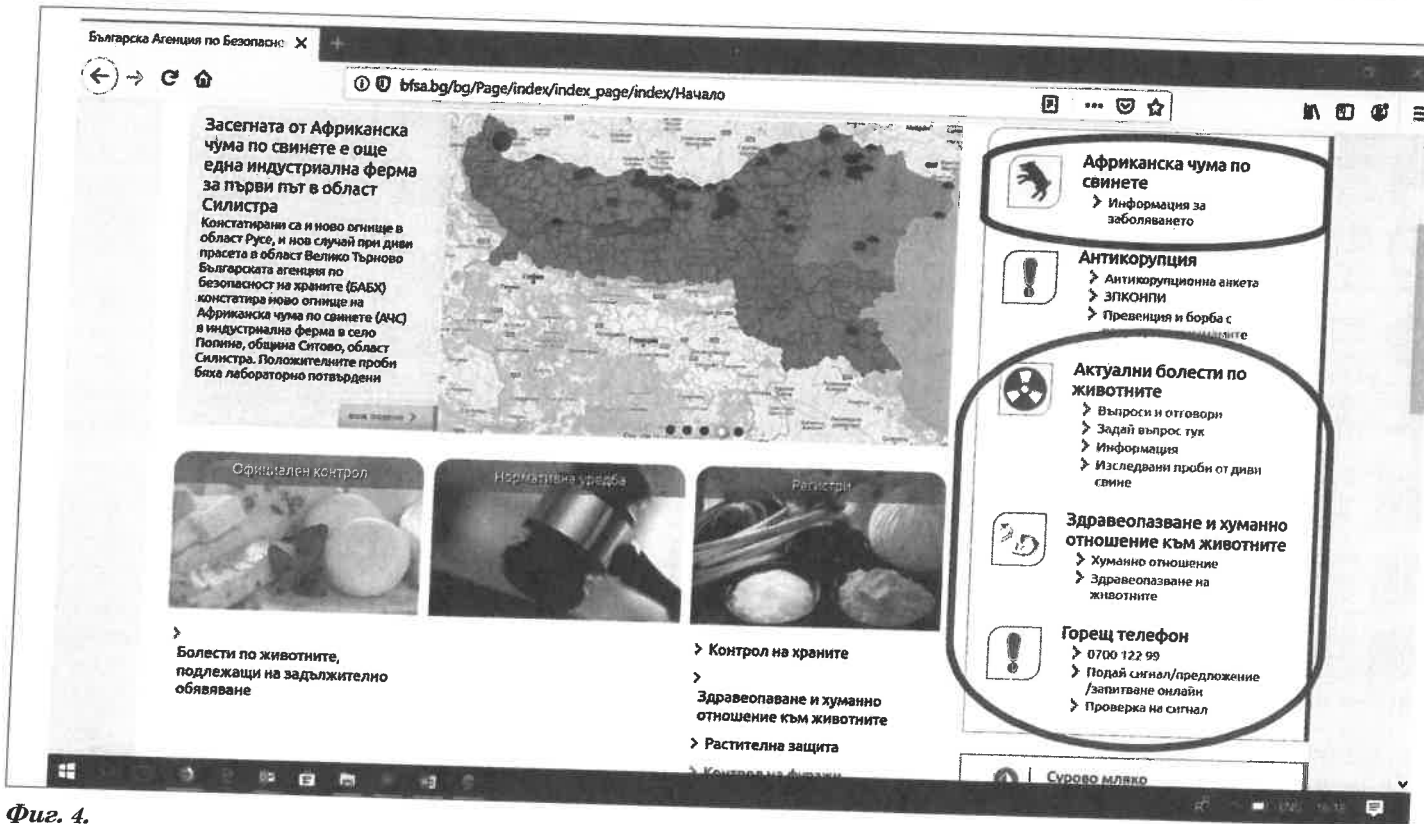 Българска Агенция по Безопасно
bfsa.bg/bg/Page/index/index_page/index/Начало
Засегната от Африканска
чума по свинете е още
една индустриална ферма
за първи път в област
Силистра
Констатирани са и ново огнище в
област Русе, и нов случай при диви
прасета в област Велико Търново
Българската агенция по
безопасност на храните (БАБХ)
констатира ново огнище на
Африканска чума по свинете (АЧС)
в индустриална ферма в село
Попина, община Ситово, област
Силистра. Положителните проби
бяха лабораторно потвърдени
виж повече >
Официален контрол
Нормативна уредба
Регистри
>
Болести по животните,
подлежащи на задължително
обявяване
> Контрол на храните
>
Здравеопаване и хуманно
отношение към животните
> Растителна защита
> Контрол на фуражи
Африканска чума по
свинете
> Информация за
заболяването
Антикорупция
> Антикорупционна анкета
> ЗПКОНПИ
> Превенция и борба с
Актуални болести по
животните
> Въпроси и отговори
> Задай въпрос тук
> Информация
> Изследвани проби от диви
свине
Здравеопазване и хуманно
отношение към животните
> Хуманно отношение
> Здравеопазване на
животните
Горещ телефон
> 0700 122 99
> Подай сигнал/предложение
/запитване онлайн
> Проверка на сигнал
Сурово мляко
ENG
Фиг. 4.